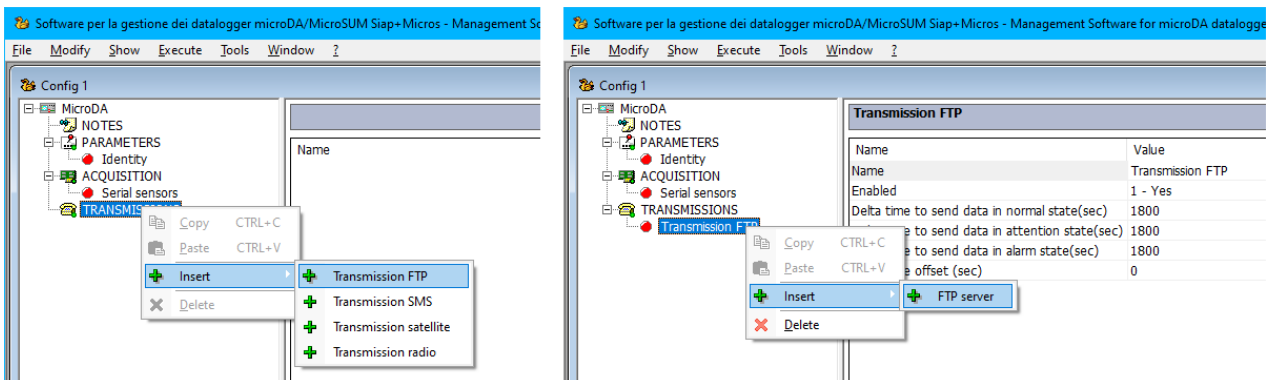 Software per la gestione dei datalogger microDA/MicroSUM Siap+Micros - Management So
File Modify Show Execute Tools Window ?
Config 1
MicroDA
NOTES
PARAMETERS
Identity
ACQUISITION
Serial sensors
TRANSMISS
Name
Copy CTRL+C
Paste CTRL+V
Insert
Delete
Transmission FTP
Transmission SMS
Transmission satellite
Transmission radio
Software per la gestione dei datalogger microDA/MicroSUM Siap+Micros - Management Software for microDA datalogge
File Modify Show Execute Tools Window ?
Config 1
MicroDA
NOTES
PARAMETERS
Identity
ACQUISITION
Serial sensors
TRANSMISSIONS
Transmission FTP
Transmission FTP
Name Value
Name Transmission FTP
Enabled 1 - Yes
Delta time to send data in normal state(sec) 1800
e to send data in attention state(sec) 1800
e to send data in alarm state(sec) 1800
e offset (sec) 0
Copy CTRL+C
Paste CTRL+V
Insert
Delete
FTP server